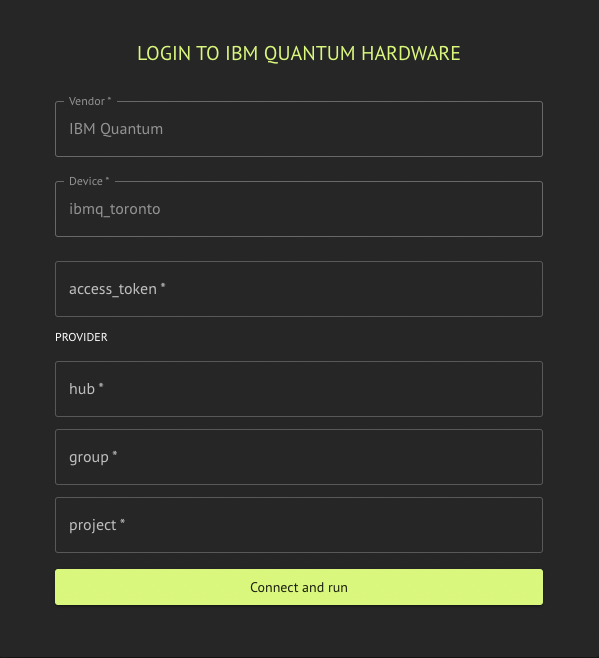 LOGIN TO IBM QUANTUM HARDWARE
Vendor *
IBM Quantum
Device *
ibmq_toronto
access_token *
PROVIDER
hub *
group *
project *
Connect and run